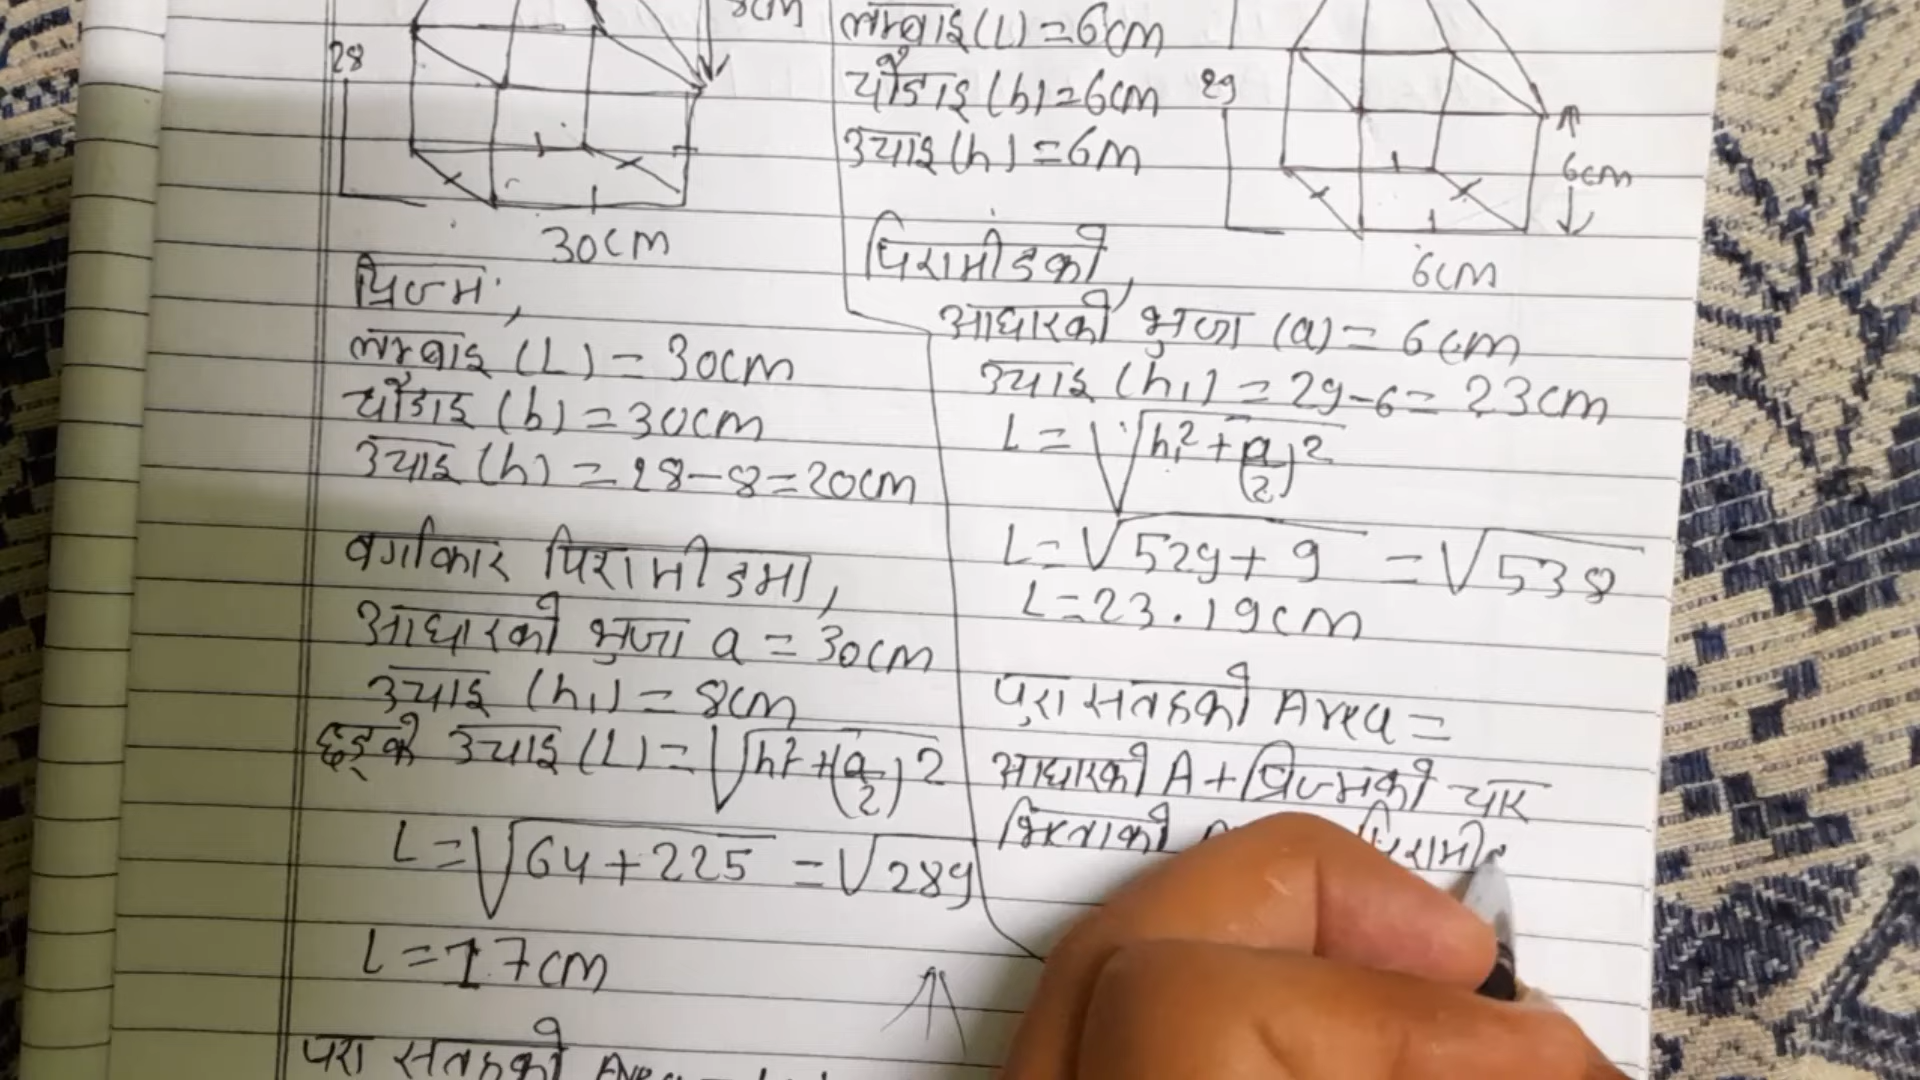 28
30cm
प्रिज्म,
लम्बाइ (L) = 30cm
चौडाइ (b) = 30cm
उचाइ (h) = 28-8 = 20cm
वर्गाकार पिरामीडमा,
आधारको भुजा a = 30cm
उचाइ (h₁) = 8cm
छड्के उचाइ (L) = √h₁² + (a/2)2
L = √64+225 = √289
L = 17cm
पुरा सतहको Area =
लम्बाइ (L) = 6cm
चौडाइ (b) = 6cm
उचाइ (h) = 6m
29
6cm
6cm
पिरामीडको,
आधारको भुजा (a) = 6cm
उचाइ (h₁) = 29-6 = 23cm
L = √h₁² + (a/2)2
L = √529+9 = √538
L = 23.19cm
पुरा सतहको Area =
आधारको A + प्रिज्मको चार
भित्ताको